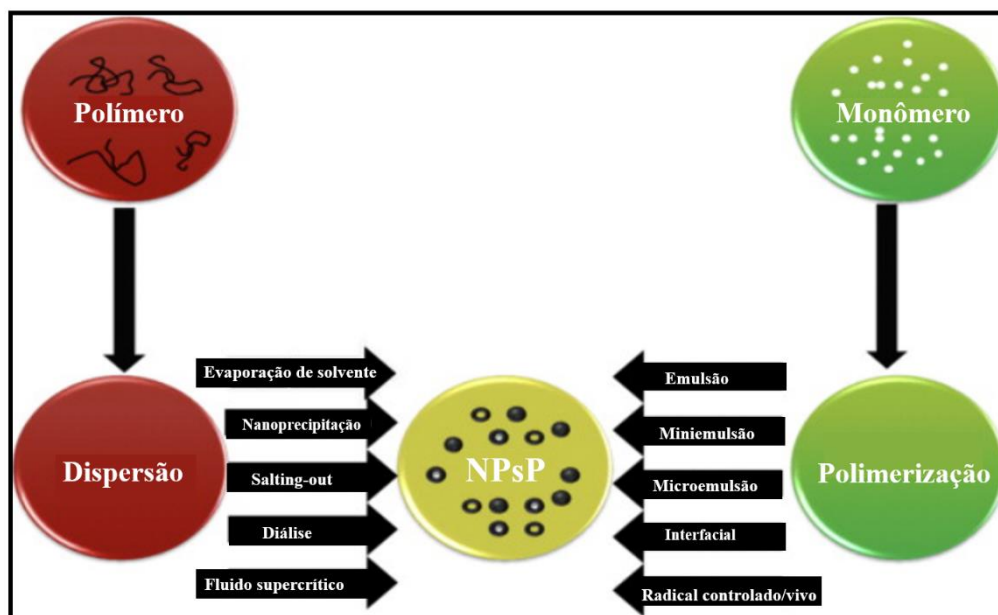 Polímero
Monômero
Evaporação de solvente
Emulsão
Nanoprecipitação
Miniemulsão
Dispersão
Salting-out
NPsP
Microemulsão
Polimerização
Diálise
Interfacial
Fluido supercrítico
Radical controlado/vivo